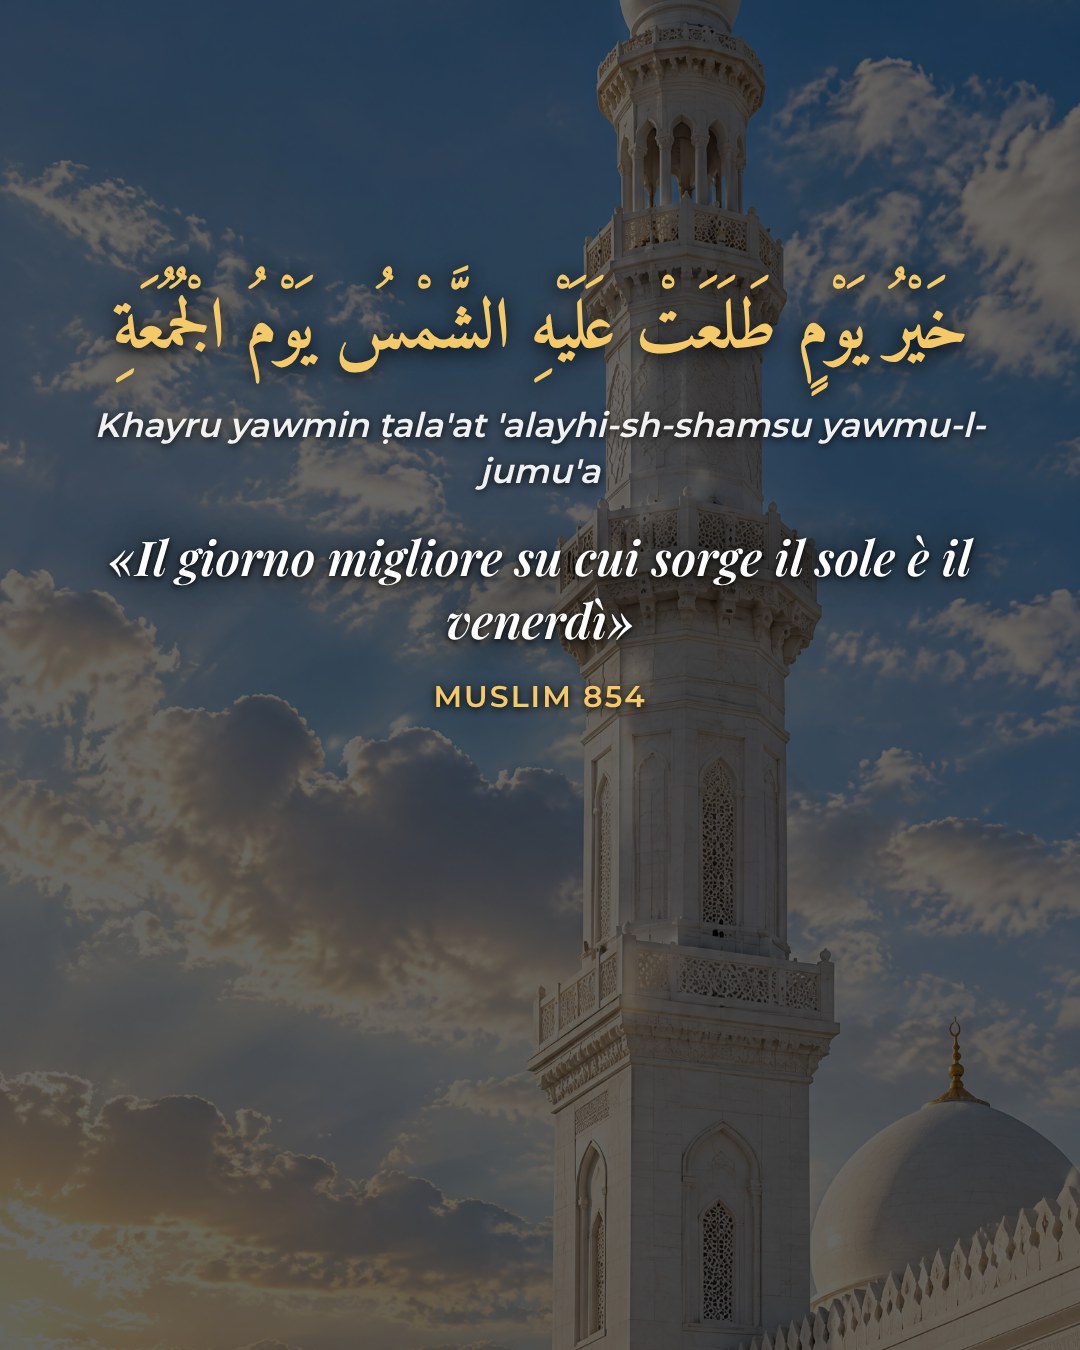 خَيْرُ يَوْمٍ طَلَعَتْ عَلَيْهِ الشَّمْسُ يَوْمُ الْجُمُعَةِ
Khayru yawmin ṭala'at 'alayhi-sh-shamsu yawmu-l-
jumu'a
«Il giorno migliore su cui sorge il sole è il
venerdì»
MUSLIM 854